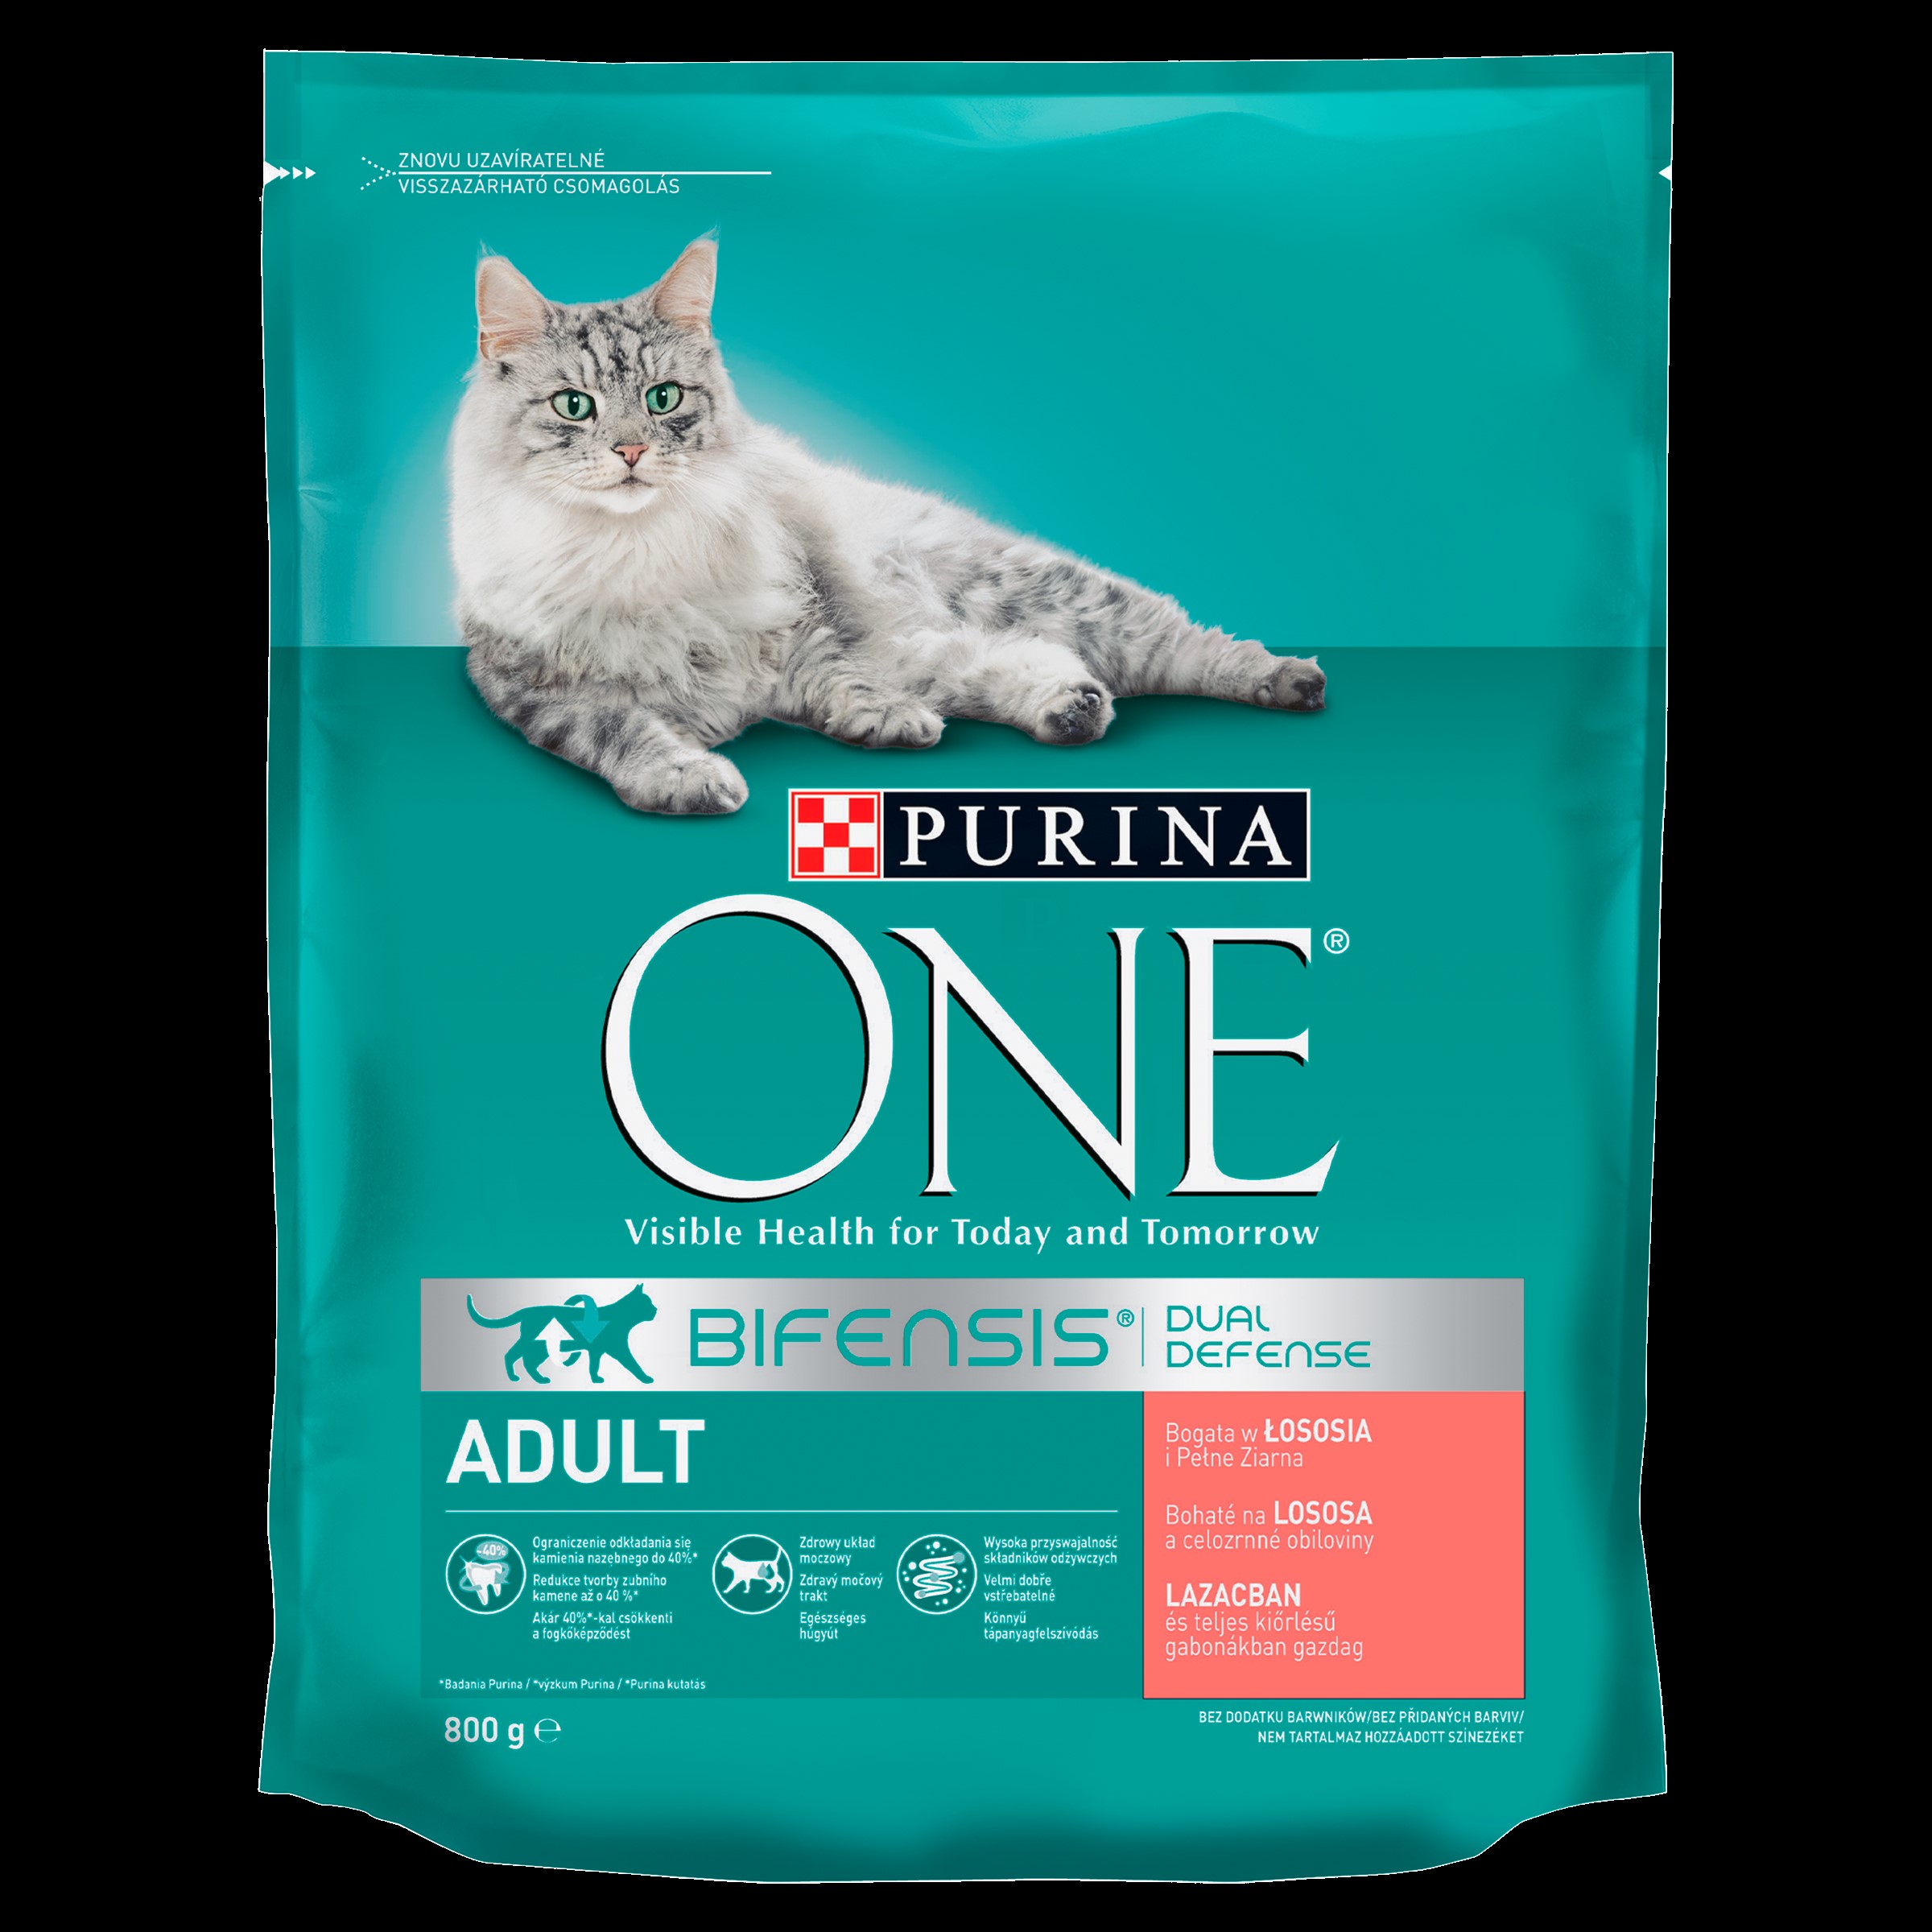 ZNOVU UZAVÍRATELNÉ
VISSZAZÁRHATÓ CSOMAGOLÁS
PURINA
ONE®
Visible Health for Today and Tomorrow
BIFENSIS®
DUAL
DEFENSE
ADULT
-40%
Ograniczenie odkładania się
kamienia nazębnego do 40%*
Redukce tvorby zubního
kamene až o 40 %*
Akár 40%*-kal csökkenti
a fogkőképződést
Zdrowy układ
moczowy
Zdravý močový
trakt
Egészséges
húgyút
Wysoka przyswajalność
składników odżywczych
Velmi dobře
vstřebatelné
Könnyű
tápanyagfelszívódás
*Badania Purina / *výzkum Purina / *Purina kutatás
Bogata w ŁOSOSIA
i Pełne Ziarna
Bohaté na LOSOSA
a celozrnné obiloviny
LAZACBAN
és teljes kiőrlésű
gabonákban gazdag
800 g ℮
BEZ DODATKU BARWNIKÓW/BEZ PŘIDANÝCH BARVIV/
NEM TARTALMAZ HOZZÁADOTT SZÍNEZÉKET